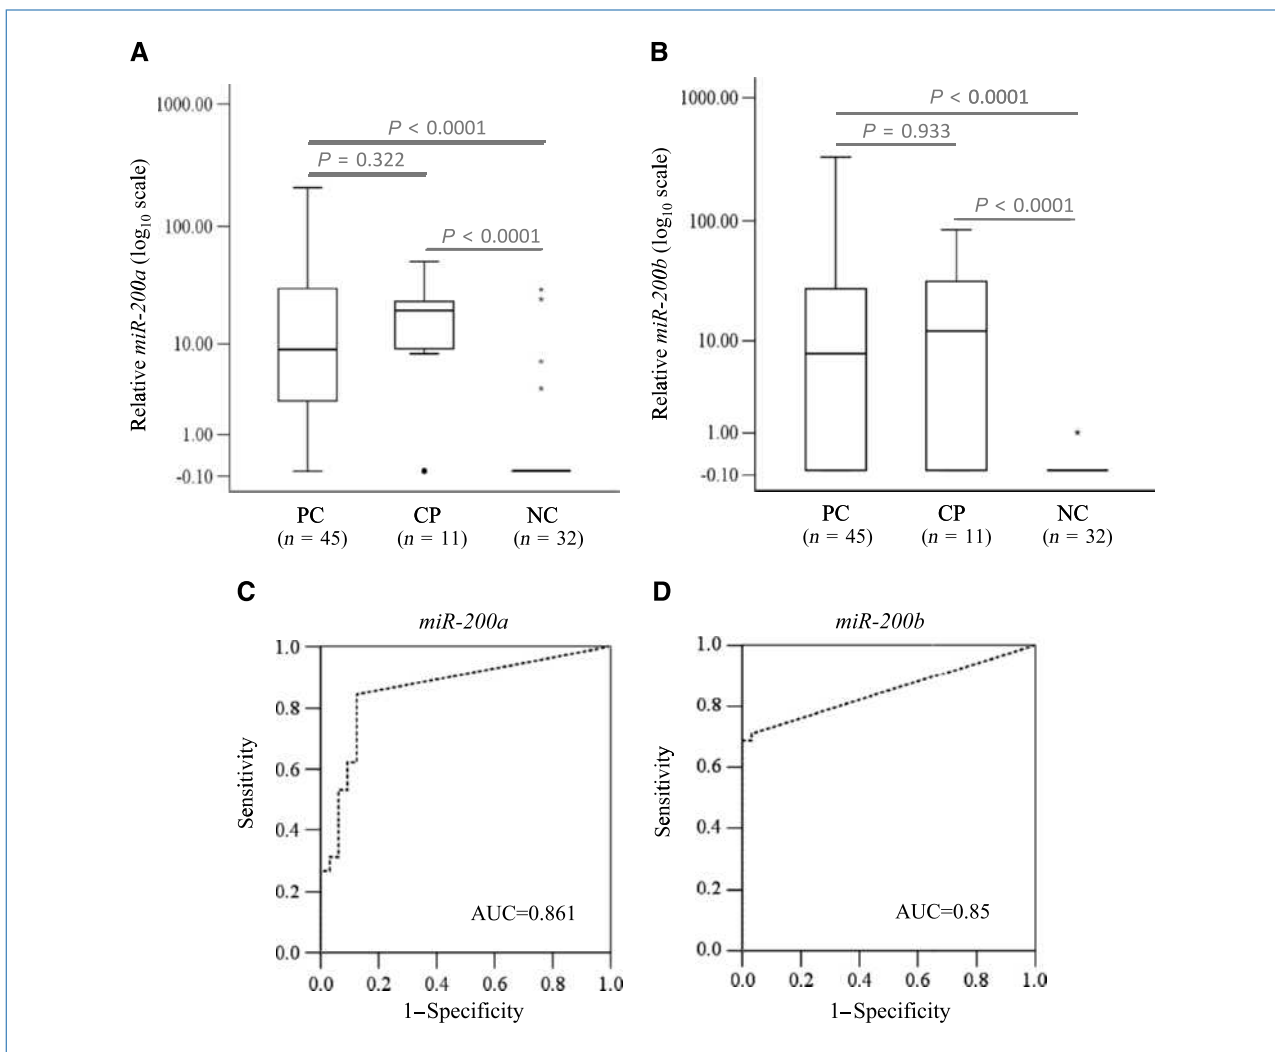 A
1000.00
P < 0.0001
P = 0.322
100.00
P < 0.0001
10.00
1.00
-0.10
Relative miR-200a (log10 scale)
PC
(n = 45)
CP
(n = 11)
NC
(n = 32)
B
1000.00
P < 0.0001
P = 0.933
100.00
P < 0.0001
10.00
1.00
-0.10
Relative miR-200b (log10 scale)
PC
(n = 45)
CP
(n = 11)
NC
(n = 32)
C
miR-200a
1.0
0.8
0.6
0.4
0.2
0.0
Sensitivity
AUC=0.861
0.0 0.2 0.4 0.6 0.8 1.0
1−Specificity
D
miR-200b
1.0
0.8
0.6
0.4
0.2
0.0
Sensitivity
AUC=0.85
0.0 0.2 0.4 0.6 0.8 1.0
1−Specificity